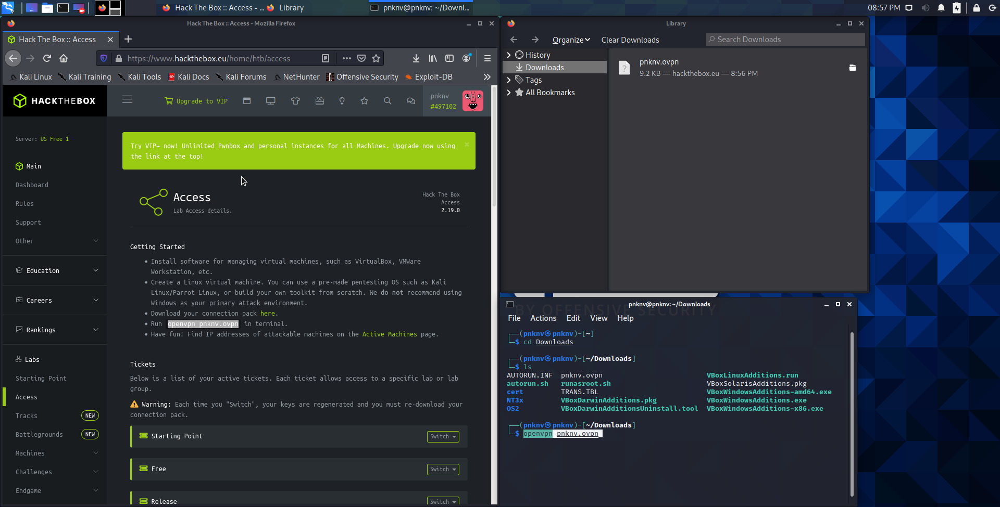 Hack The Box :: Access - ...
Library
pnknv@pnknv: ~/Downl...
08:57 PM
Hack The Box :: Access - Mozilla Firefox
Hack The Box :: Access
https://www.hackthebox.eu/home/htb/access
Kali Linux
Kali Training
Kali Tools
Kali Docs
Kali Forums
NetHunter
Offensive Security
Exploit-DB
HACKTHEBOX
Upgrade to VIP
pnknv
#497102
Server: US Free 1
Main
Dashboard
Rules
Support
Other
Education
Careers
Rankings
Labs
Starting Point
Access
Tracks NEW
Battlegrounds NEW
Machines
Challenges
Endgame
Try VIP+ now! Unlimited Pwnbox and personal instances for all Machines. Upgrade now using
the link at the top!
Access
Lab Access details.
Hack The Box
Access
2.19.0
Getting Started
Install software for managing virtual machines, such as VirtualBox, VMWare
Workstation, etc.
Create a Linux virtual machine. You can use a pre-made pentesting OS such as Kali
Linux/Parrot Linux, or build your own toolkit from scratch. We do not recommend using
Windows as your primary attack environment.
Download your connection pack here.
Run openvpn pnknv.ovpn in terminal.
Have fun! Find IP addresses of attackable machines on the Active Machines page.
Tickets
Below is a list of your active tickets. Each ticket allows access to a specific lab or lab
group.
Warning: Each time you "Switch", your keys are regenerated and you must re-download your
connection pack.
Starting Point
Switch
Free
Switch
Release
Switch
Library
Organize
Clear Downloads
Search Downloads
History
Downloads
Tags
All Bookmarks
pnknv.ovpn
9.2 KB — hackthebox.eu — 8:56 PM
pnknv@pnknv: ~/Downloads
BY OFFENSIVE SECURITY
File Actions Edit View Help
┌──(pnknv㉿pnknv)-[~]
└─$ cd Downloads
┌──(pnknv㉿pnknv)-[~/Downloads]
└─$ ls
AUTORUN.INF pnknv.ovpn VBoxLinuxAdditions.run
autorun.sh runasroot.sh VBoxSolarisAdditions.pkg
cert TRANS.TBL VBoxWindowsAdditions-amd64.exe
NT3x VBoxDarwinAdditions.pkg VBoxWindowsAdditions.exe
OS2 VBoxDarwinAdditionsUninstall.tool VBoxWindowsAdditions-x86.exe
┌──(pnknv㉿pnknv)-[~/Downloads]
└─$ openvpn pnknv.ovpn